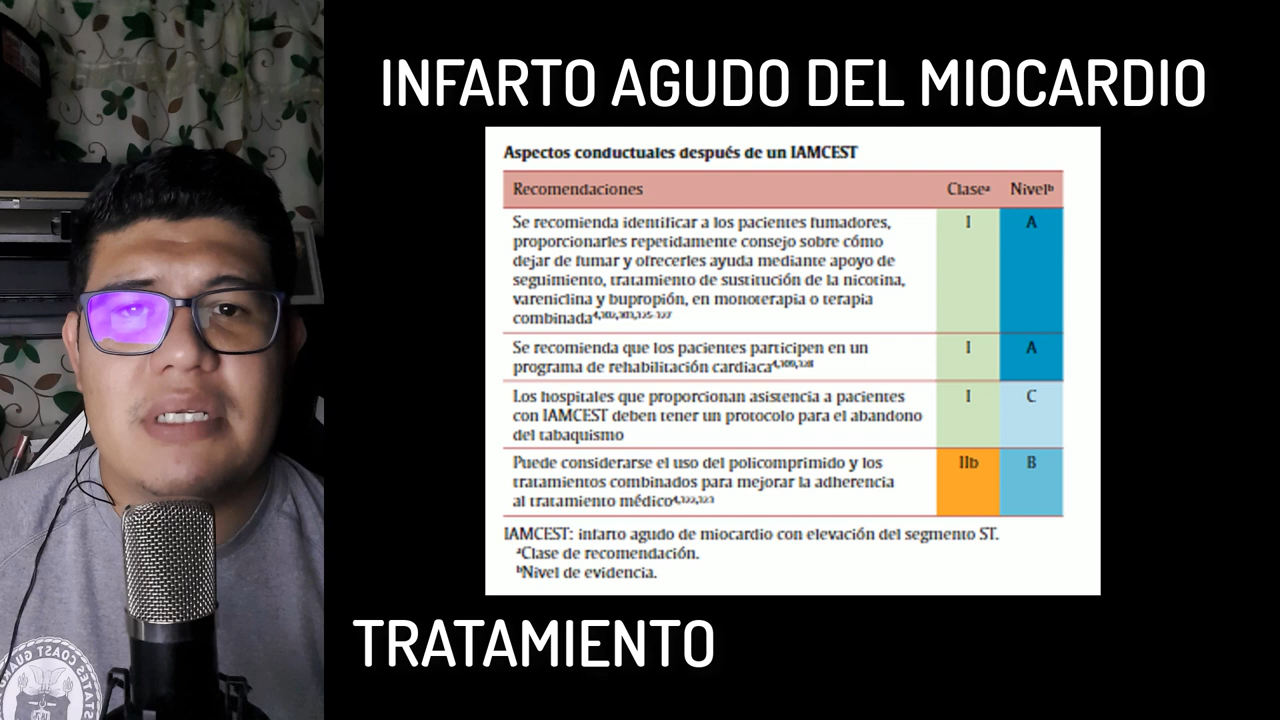 INFARTO AGUDO DEL MIOCARDIO
Aspectos conductuales después de un IAMCEST
Recomendaciones Claseᵃ Nivelᵇ
Se recomienda identificar a los pacientes fumadores, I A
proporcionarles repetidamente consejo sobre cómo
dejar de fumar y ofrecerles ayuda mediante apoyo de
seguimiento, tratamiento de sustitución de la nicotina,
vareniclina y bupropión, en monoterapia o terapia
combinada
Se recomienda que los pacientes participen en un I A
programa de rehabilitación cardiaca
Los hospitales que proporcionan asistencia a pacientes I C
con IAMCEST deben tener un protocolo para el abandono
del tabaquismo
Puede considerarse el uso del policomprimido y los IIb B
tratamientos combinados para mejorar la adherencia
al tratamiento médico
IAMCEST: infarto agudo de miocardio con elevación del segmento ST.
ᵃClase de recomendación.
ᵇNivel de evidencia.
TRATAMIENTO
STATES COAST GUARD